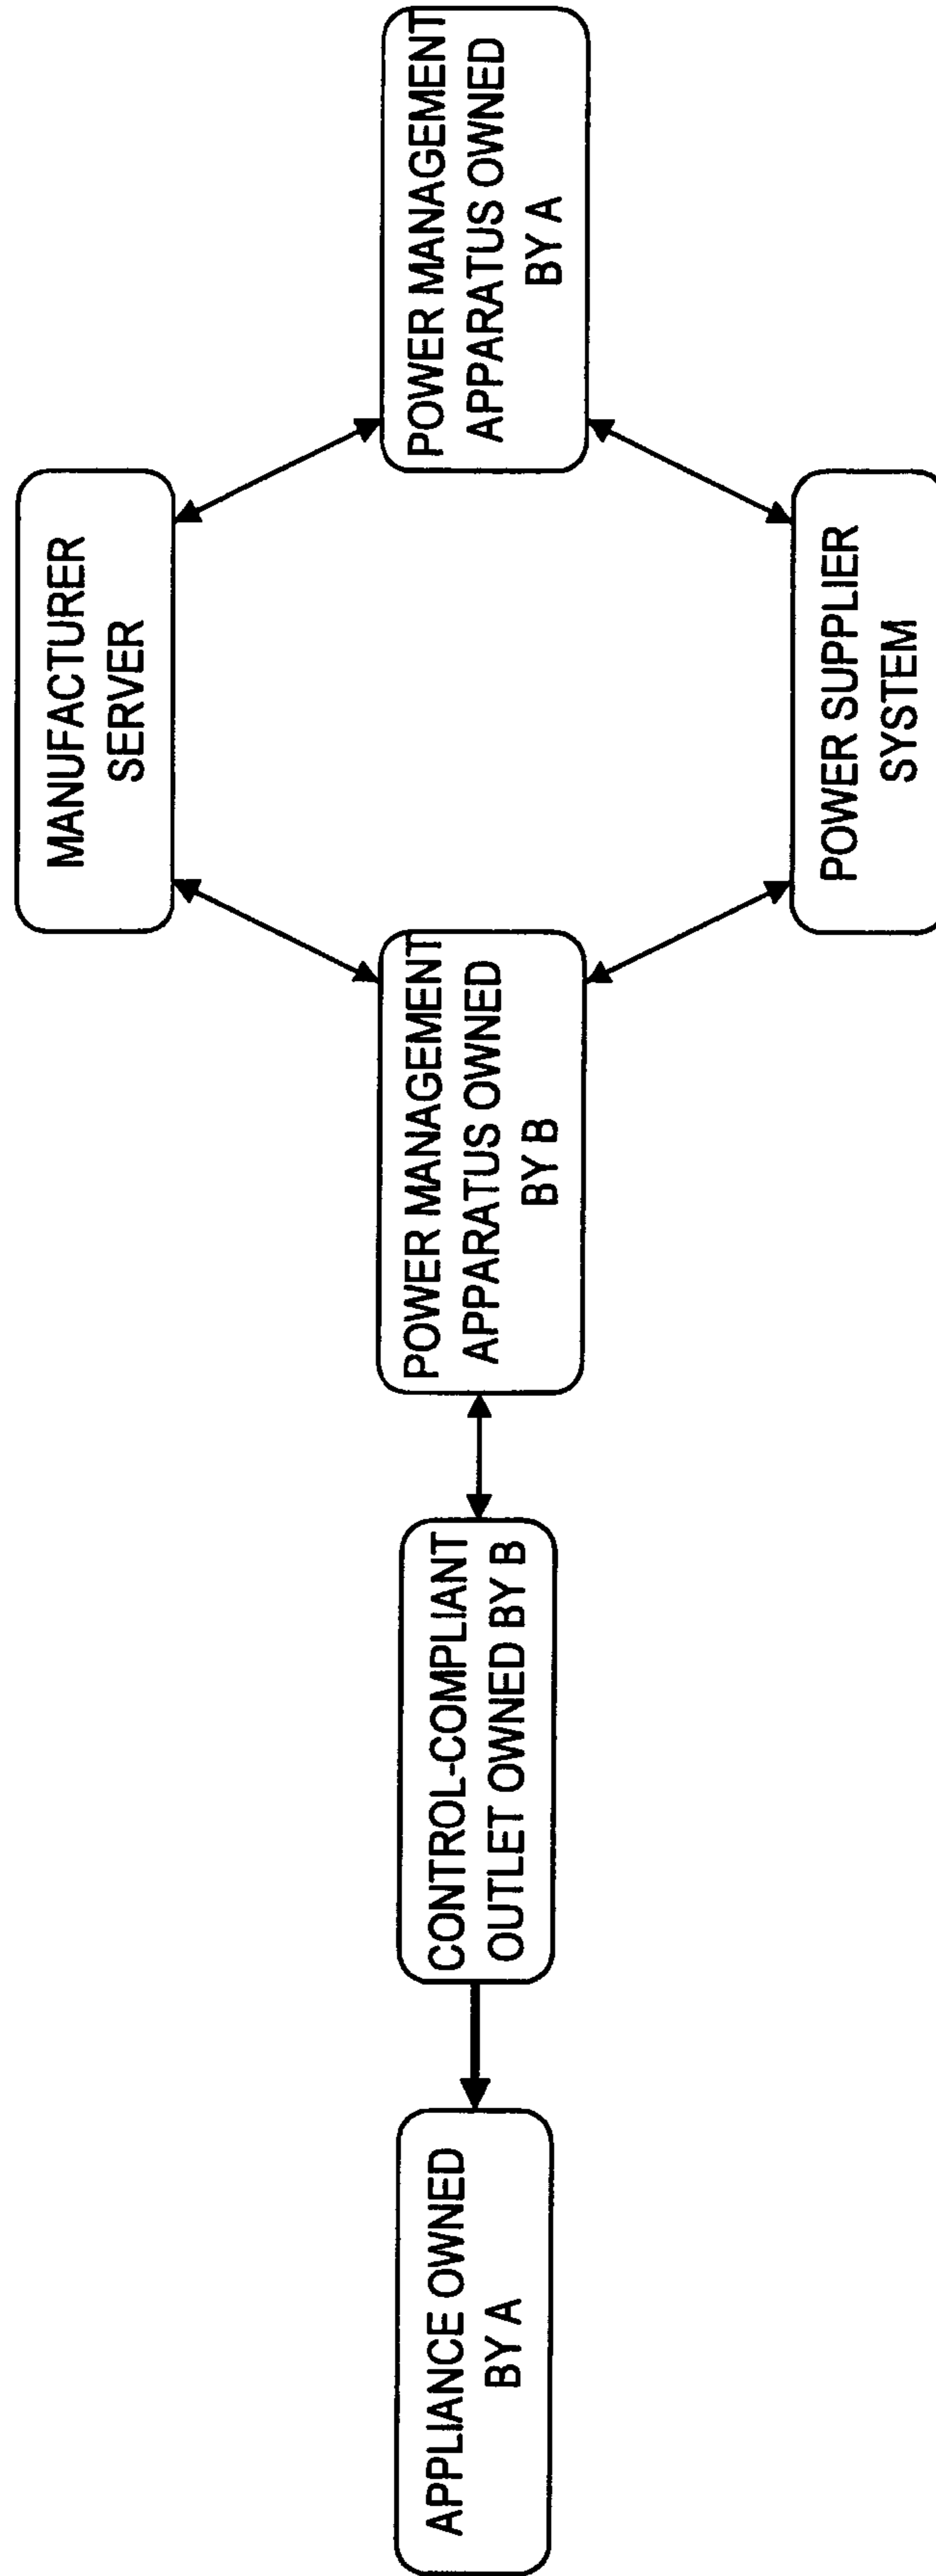 MANUFACTURER
SERVER
APPLIANCE OWNED
BY A
CONTROL-COMPLIANT
OUTLET OWNED BY B
POWER MANAGEMENT
APPARATUS OWNED
BY B
POWER MANAGEMENT
APPARATUS OWNED
BY A
POWER SUPPLIER
SYSTEM